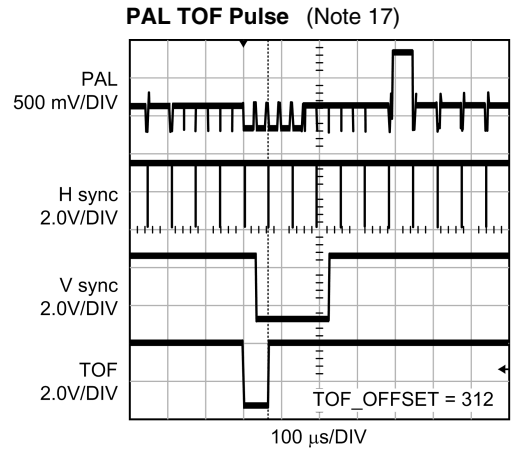 PAL TOF Pulse (Note 17)
PAL
500 mV/DIV
H sync
2.0V/DIV
V sync
2.0V/DIV
TOF
2.0V/DIV
TOF_OFFSET = 312
100 μs/DIV